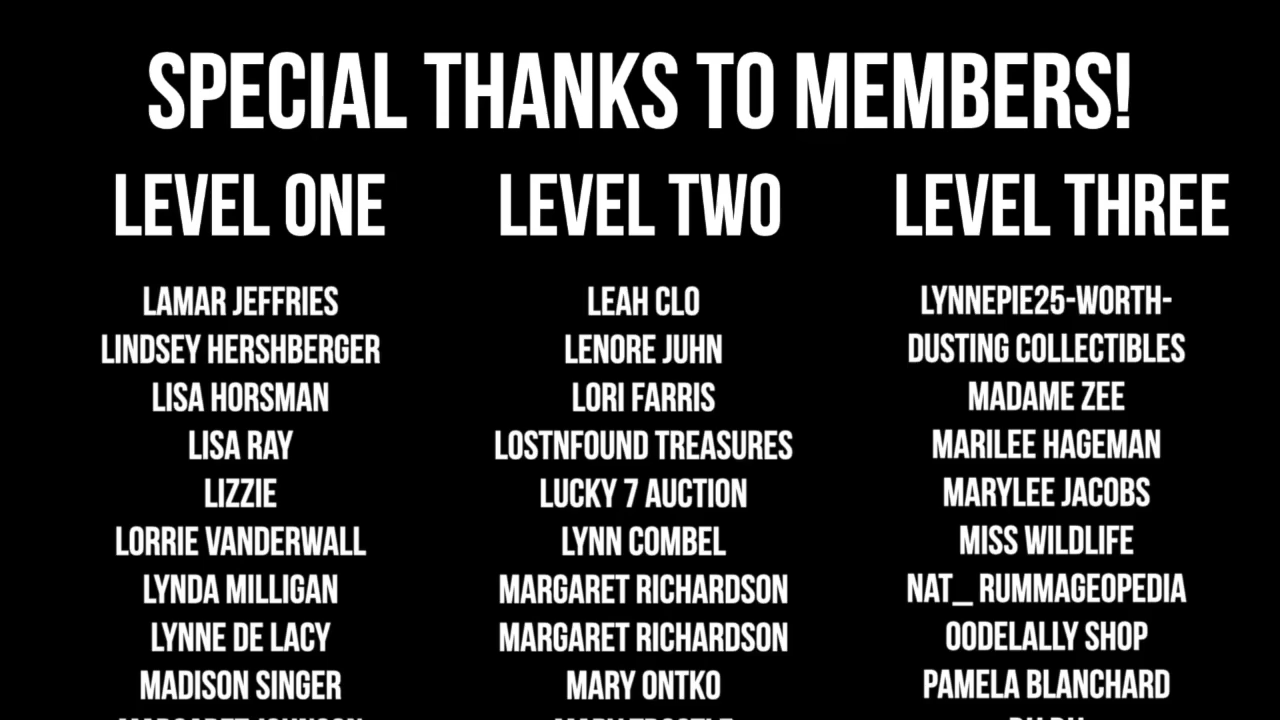 SPECIAL THANKS TO MEMBERS!
LEVEL ONE
LAMAR JEFFRIES
LINDSEY HERSHBERGER
LISA HORSMAN
LISA RAY
LIZZIE
LORRIE VANDERWALL
LYNDA MILLIGAN
LYNNE DE LACY
MADISON SINGER
LEVEL TWO
LEAH CLO
LENORE JUHN
LORI FARRIS
LOSTNFOUND TREASURES
LUCKY 7 AUCTION
LYNN COMBEL
MARGARET RICHARDSON
MARGARET RICHARDSON
MARY ONTKO
LEVEL THREE
LYNNEPIE25-WORTH-
DUSTING COLLECTIBLES
MADAME ZEE
MARILEE HAGEMAN
MARYLEE JACOBS
MISS WILDLIFE
NAT_ RUMMAGEOPEDIA
OODELALLY SHOP
PAMELA BLANCHARD